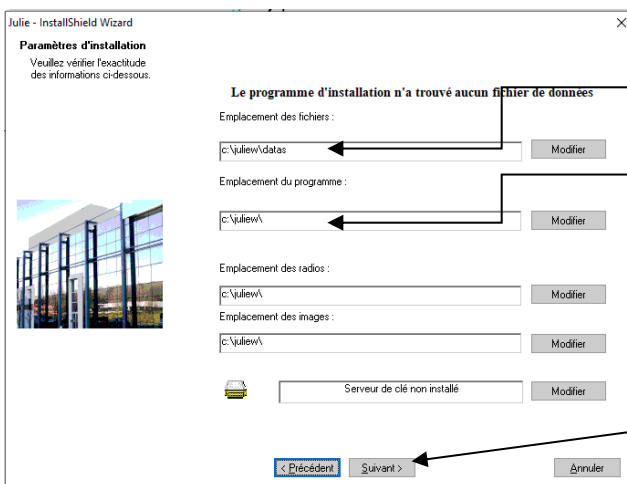 Julie - InstallShield Wizard
Paramètres d'installation
Veuillez vérifier l'exactitude
des informations ci-dessous.
Le programme d'installation n'a trouvé aucun fichier de données
Emplacement des fichiers :
c:\juliew\datas
Modifier
Emplacement du programme :
c:\juliew\
Modifier
Emplacement des radios :
c:\juliew\
Modifier
Emplacement des images :
c:\juliew\
Modifier
Serveur de clé non installé
Modifier
< Précédent
Suivant >
Annuler